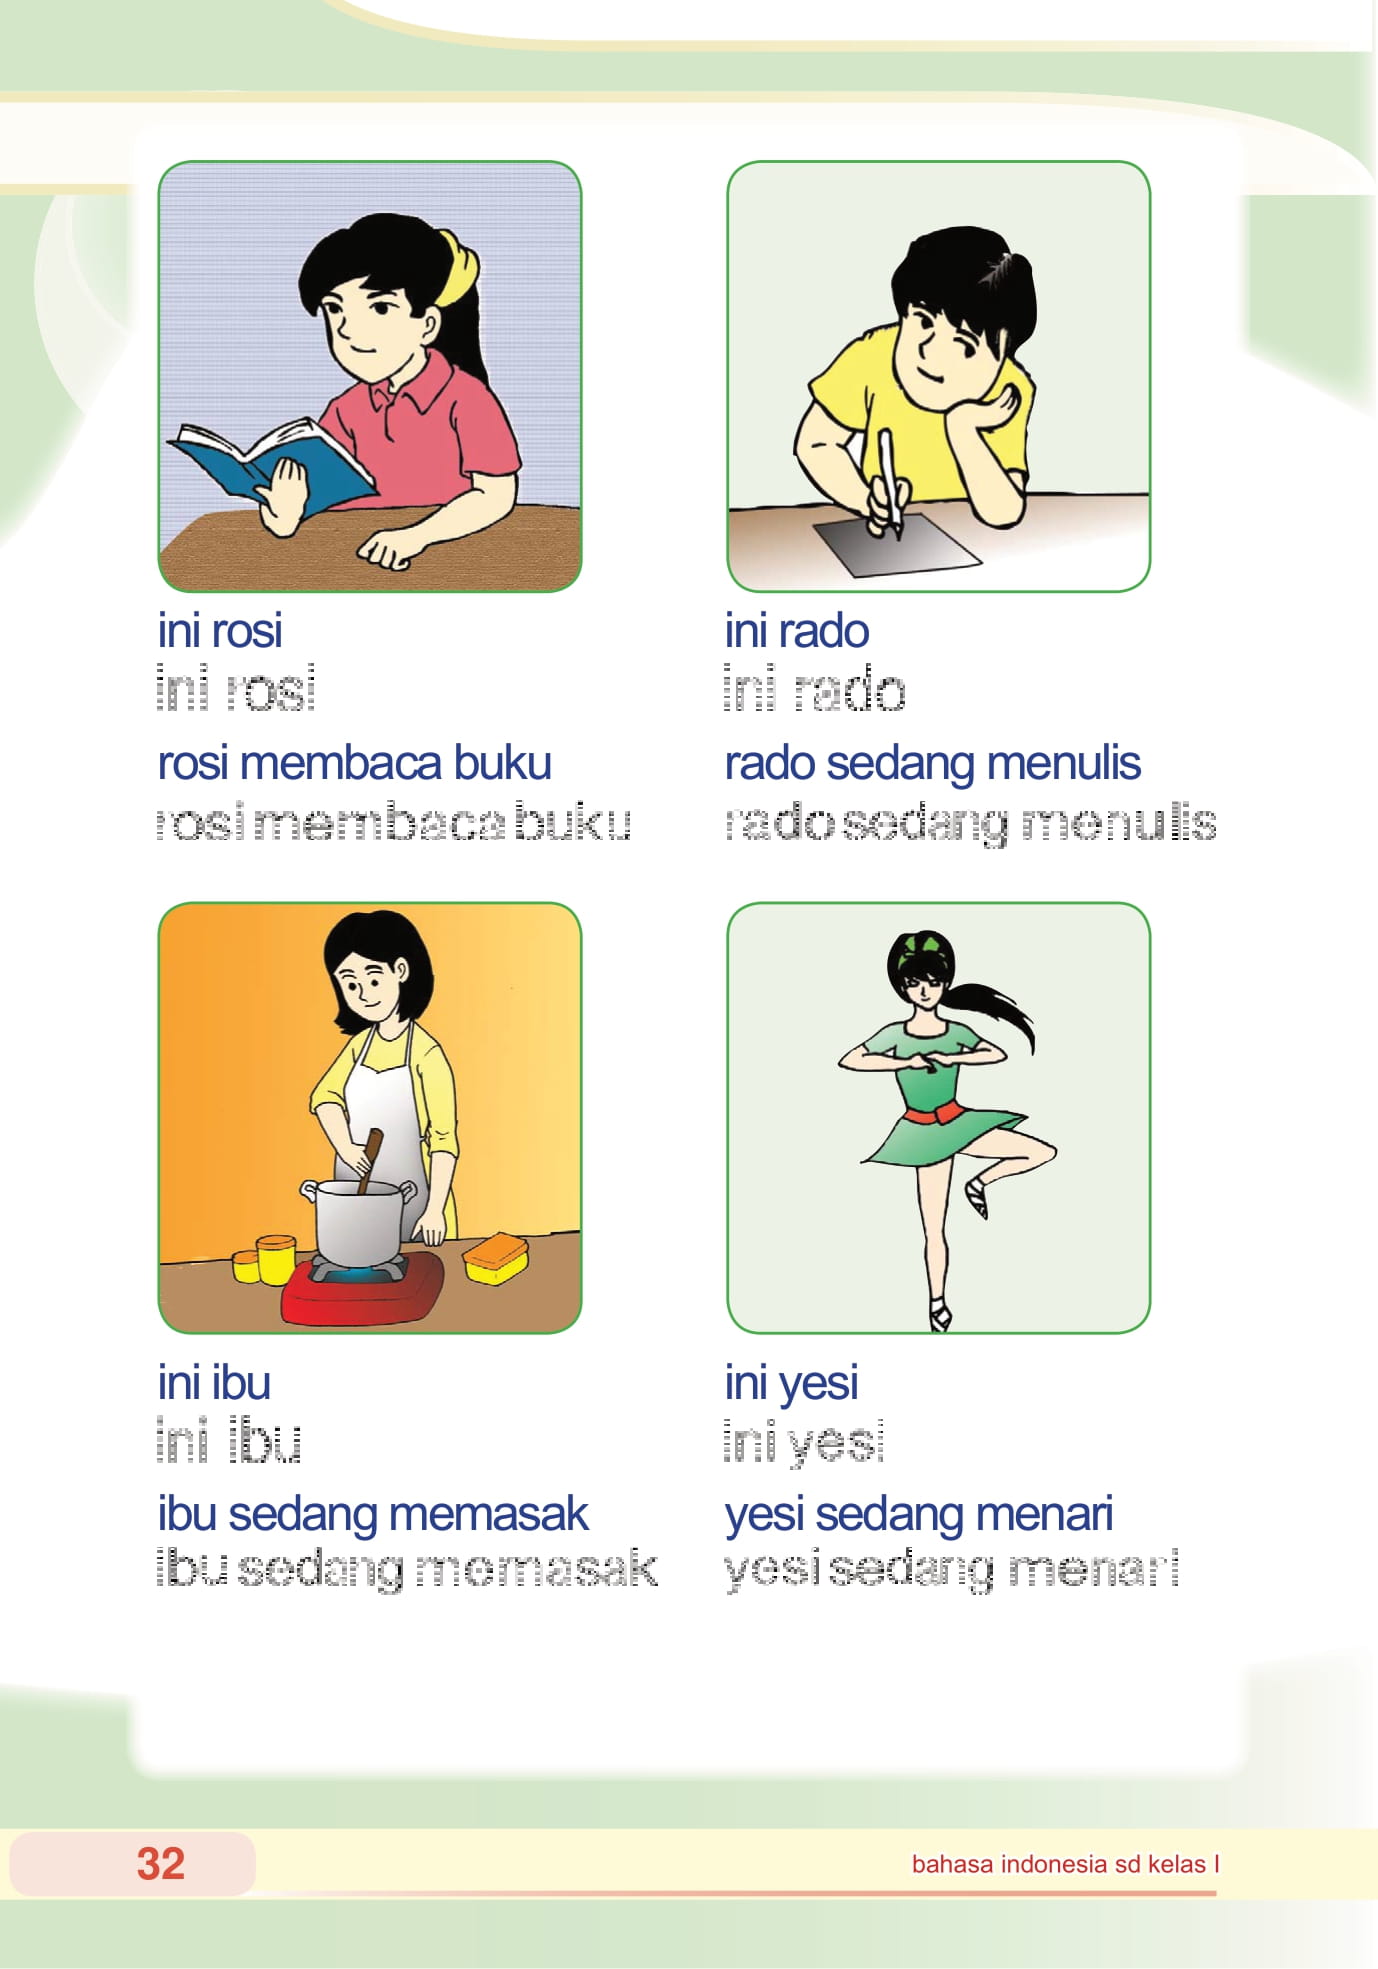 ini rosi
ini rosi
rosi membaca buku
rosi membaca buku
ini rado
ini rado
rado sedang menulis
rado sedang menulis
ini ibu
ini ibu
ibu sedang memasak
ibu sedang memasak
ini yesi
ini yesi
yesi sedang menari
yesi sedang menari
32
bahasa indonesia sd kelas I